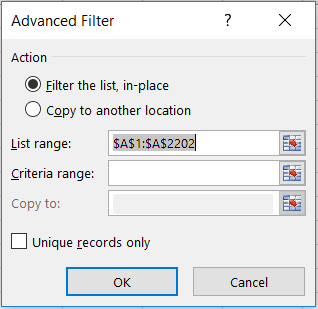 Advanced Filter
Action
Filter the list, in-place
Copy to another location
List range: $A$1:$A$2202
Criteria range:
Copy to:
Unique records only
OK Cancel